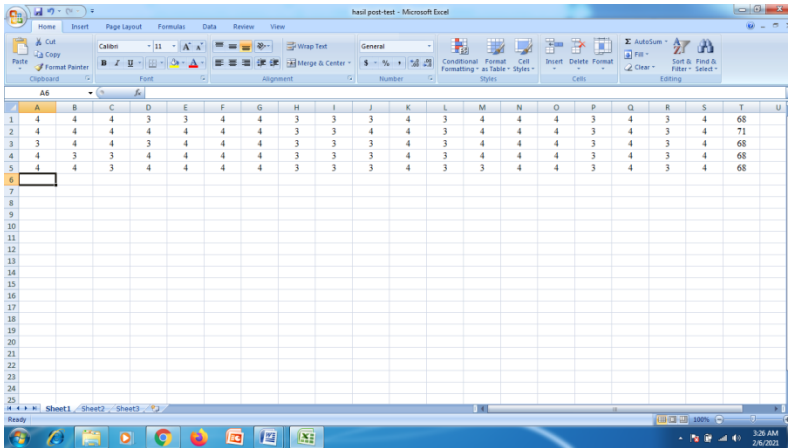 hasil post-test - Microsoft Excel
Home Insert Page Layout Formulas Data Review View
Paste Cut Copy Format Painter Calibri 11 Wrap Text Merge & Center General Conditional Formatting Format as Table Cell Styles Insert Delete Format AutoSum Fill Clear Sort & Filter Find & Select
Clipboard Font Alignment Number Styles Cells Editing
A6 fx
A B C D E F G H I J K L M N O P Q R S T U
1 4 4 4 3 3 4 4 3 3 3 4 3 4 4 4 3 4 3 4 68
2 4 4 4 4 4 4 4 3 3 4 4 3 4 4 4 3 4 3 4 71
3 3 4 4 3 4 4 4 3 3 3 4 3 4 4 4 3 4 3 4 68
4 4 3 3 4 4 4 4 3 3 3 4 3 4 4 4 3 4 3 4 68
5 4 4 3 4 4 4 4 3 3 3 4 3 3 4 4 3 4 3 4 68
6
7
8
9
10
11
12
13
14
15
16
17
18
19
20
21
22
23
24
25
Sheet1 Sheet2 Sheet3
Ready 100%
3:26 AM
2/6/2021